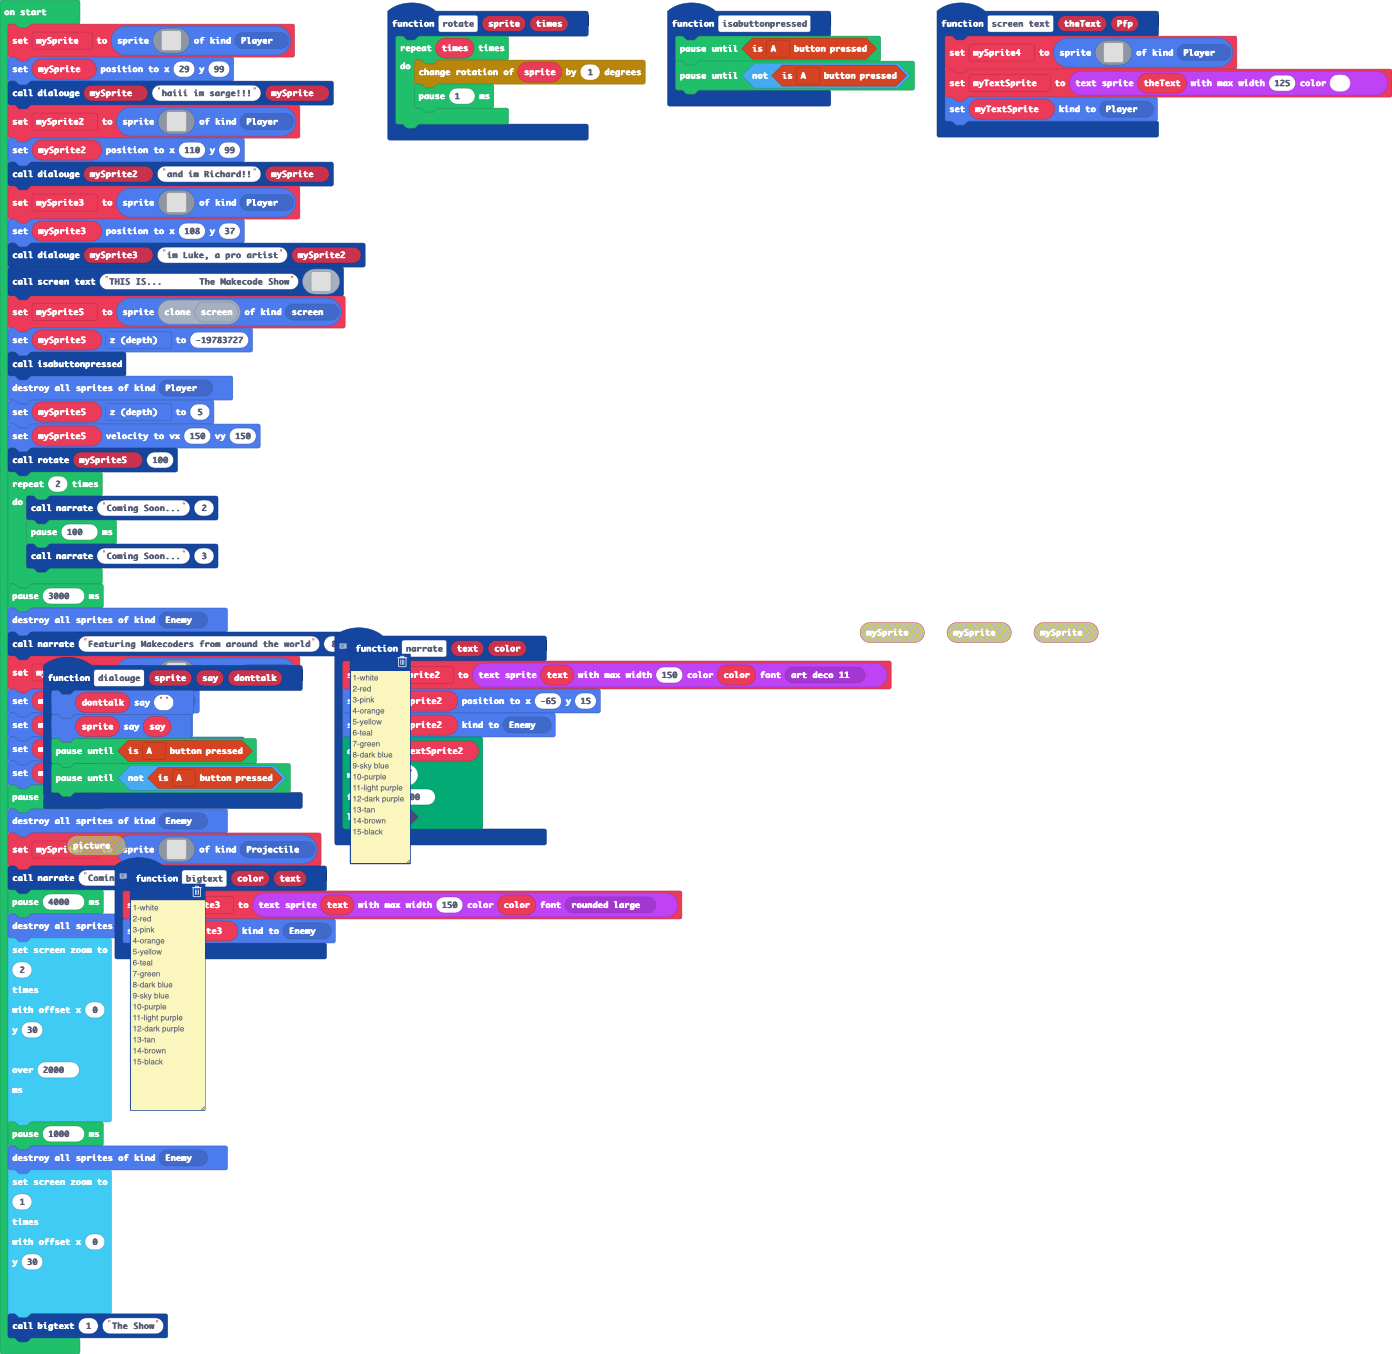 on start
set mySprite to sprite of kind Player
set mySprite position to x 29 y 99
call dialouge mySprite "haiii im sarge!!!" mySprite
set mySprite2 to sprite of kind Player
set mySprite2 position to x 110 y 99
call dialouge mySprite2 "and im Richard!!" mySprite
set mySprite3 to sprite of kind Player
set mySprite3 position to x 108 y 37
call dialouge mySprite3 "im Luke, a pro artist" mySprite2
call screen text "THIS IS... The Makecode Show"
set mySprite5 to sprite clone screen of kind screen
set mySprite5 z (depth) to -19783727
call isabuttonpressed
destroy all sprites of kind Player
set mySprite5 z (depth) to 5
set mySprite5 velocity to vx 150 vy 150
call rotate mySprite5 100
repeat 2 times
do
call narrate "Coming Soon..." 2
pause 100 ms
call narrate "Coming Soon..." 3
pause 3000 ms
destroy all sprites of kind Enemy
call narrate "Featuring Makecoders from around the world"
set
set
set
set
set
pause
destroy all sprites of kind Enemy
set sprite of kind Projectile
call narrate
pause 4000 ms
destroy all sprites
set screen zoom to
2
times
with offset x 0
y 30
over 2000
ms
pause 1000 ms
destroy all sprites of kind Enemy
set screen zoom to
1
times
with offset x 0
y 30
call bigtext 1 "The Show"
function rotate sprite times
repeat times times
do
change rotation of sprite by 1 degrees
pause 1 ms
function isabuttonpressed
pause until is A button pressed
pause until not is A button pressed
function screen text theText Pfp
set mySprite4 to sprite of kind Player
set myTextSprite to text sprite theText with max width 125 color
set myTextSprite kind to Player
mySprite mySprite mySprite
function dialouge sprite say donttalk
donttalk say " "
sprite say say
pause until is A button pressed
pause until not is A button pressed
picture
function narrate text color
to text sprite text with max width 150 color color font art deco 11
position to x -65 y 15
kind to Enemy
1-white
2-red
3-pink
4-orange
5-yellow
6-teal
7-green
8-dark blue
9-sky blue
10-purple
11-light purple
12-dark purple
13-tan
14-brown
15-black
function bigtext color text
to text sprite text with max width 150 color color font rounded large
kind to Enemy
1-white
2-red
3-pink
4-orange
5-yellow
6-teal
7-green
8-dark blue
9-sky blue
10-purple
11-light purple
12-dark purple
13-tan
14-brown
15-black